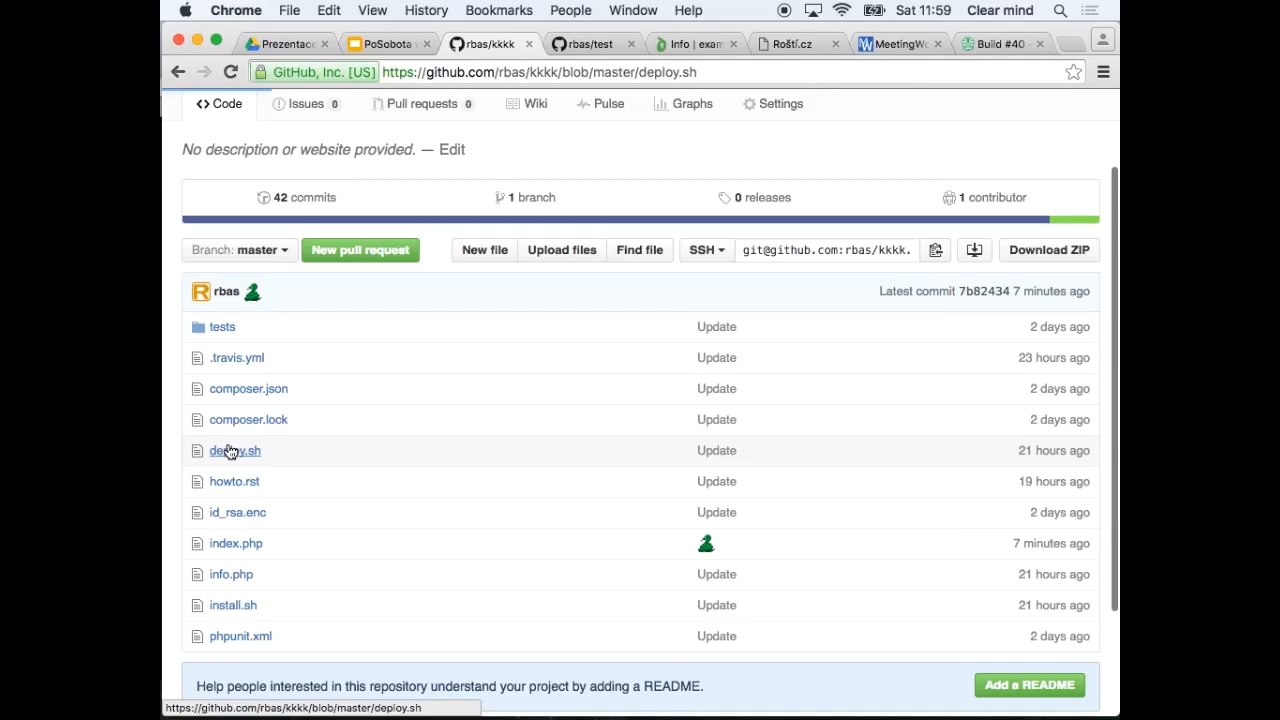 Chrome File Edit View History Bookmarks People Window Help Sat 11:59 Clear mind
Prezentacc PoSobota v rbas/kkkk rbas/test Info | exam Roští.cz MeetingWo Build #40 -
GitHub, Inc. [US] https://github.com/rbas/kkkk/blob/master/deploy.sh
Code Issues 0 Pull requests 0 Wiki Pulse Graphs Settings
No description or website provided. — Edit
42 commits 1 branch 0 releases 1 contributor
Branch: master New pull request New file Upload files Find file SSH git@github.com:rbas/kkkk. Download ZIP
R rbas Latest commit 7b82434 7 minutes ago
tests Update 2 days ago
.travis.yml Update 23 hours ago
composer.json Update 2 days ago
composer.lock Update 2 days ago
deploy.sh Update 21 hours ago
howto.rst Update 19 hours ago
id_rsa.enc Update 2 days ago
index.php 7 minutes ago
info.php Update 21 hours ago
install.sh Update 21 hours ago
phpunit.xml Update 2 days ago
Help people interested in this repository understand your project by adding a README. Add a README
https://github.com/rbas/kkkk/blob/master/deploy.sh